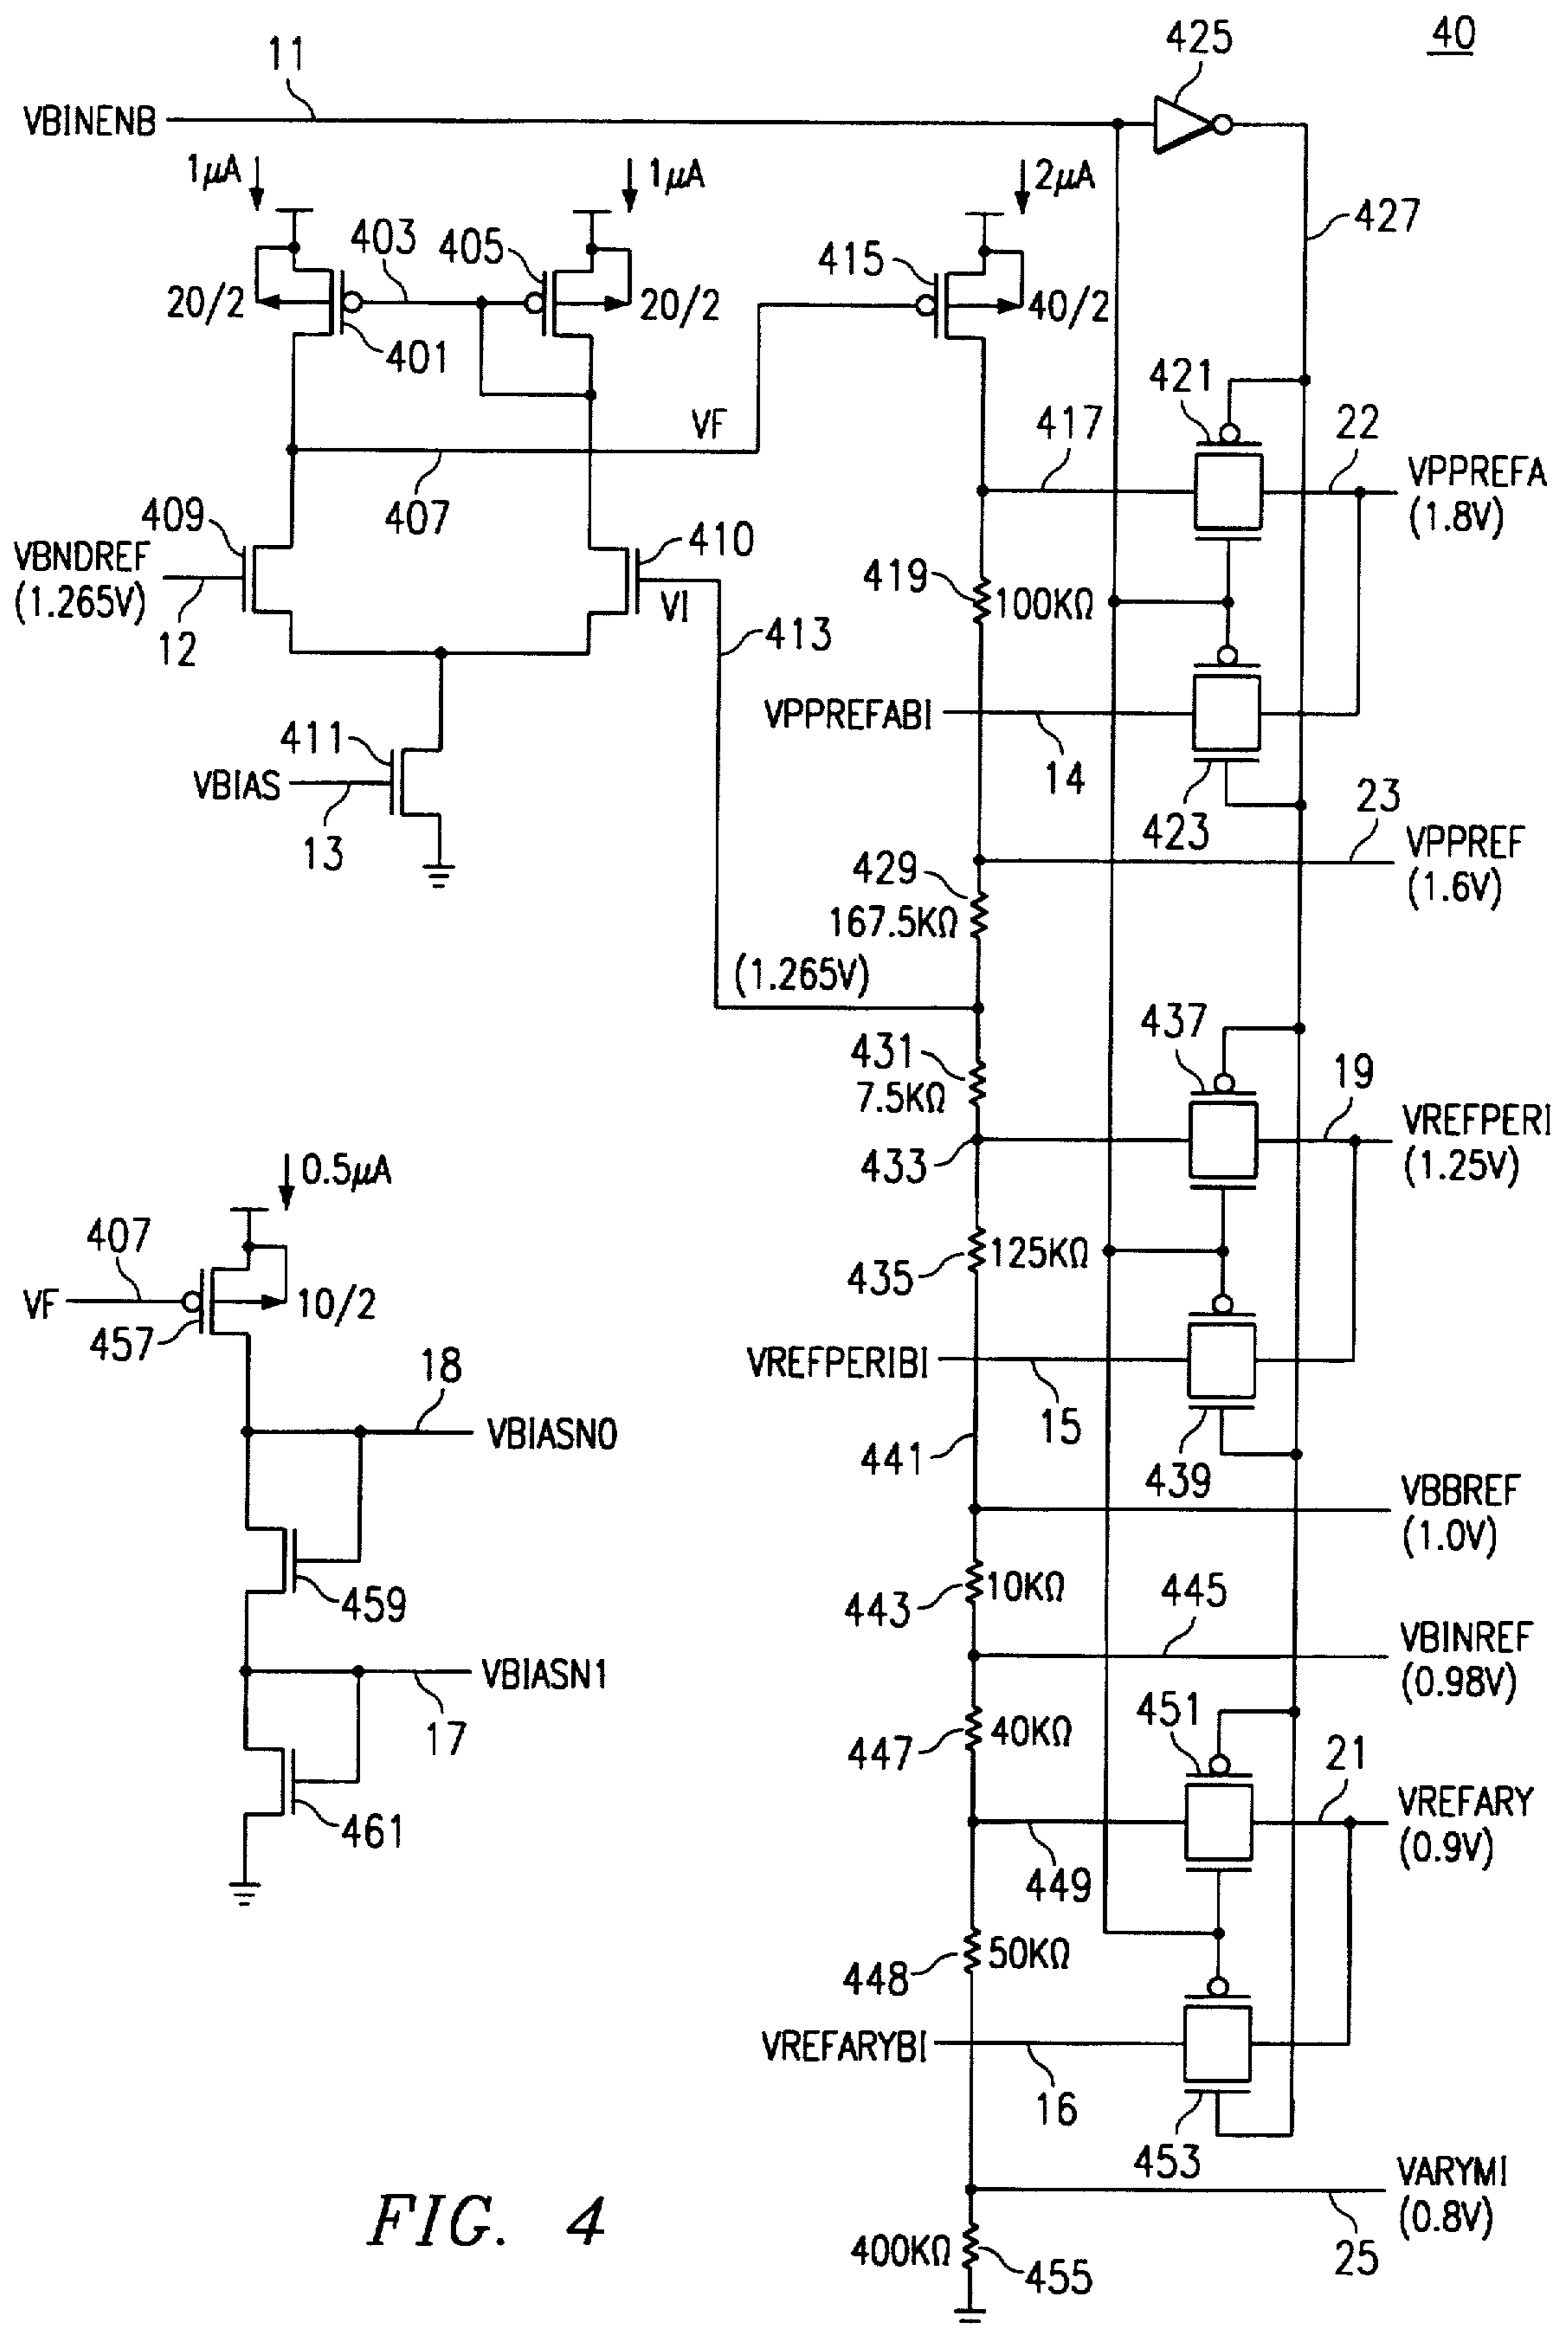 40
11
425
VBINENB
1µA
1µA
2µA
427
403
405
415
20/2
20/2
40/2
401
421
22
417
VF
VPPREFA
(1.8V)
409
407
410
VBNDREF
(1.265V)
419
100KΩ
VI
12
413
VPPREFABI
411
14
VBIAS
13
423
23
VPPREF
(1.6V)
429
167.5KΩ
(1.265V)
437
431
7.5KΩ
19
VREFPERI
(1.25V)
433
0.5µA
407
435
125KΩ
VF
10/2
457
18
VREFPERIBI
15
VBIASN0
441
439
VBBREF
(1.0V)
459
443
10KΩ
445
VBINREF
(0.98V)
VBIASN1
451
17
447
40KΩ
21
VREFARY
(0.9V)
461
449
448
50KΩ
VREFARYBI
16
453
VARYMI
(0.8V)
FIG. 4
400KΩ
455
25